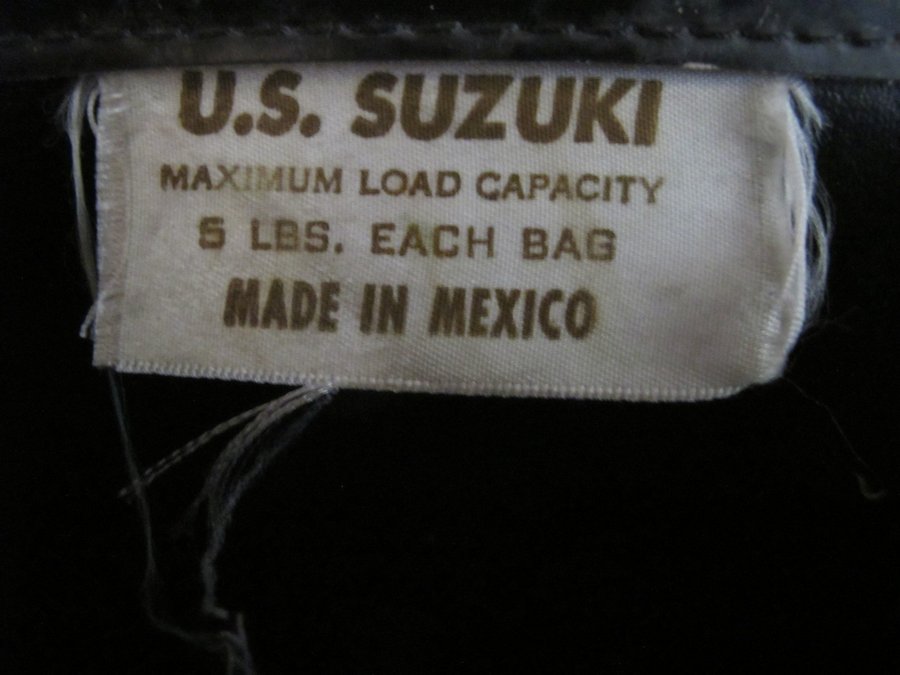 U.S. SUZUKI
MAXIMUM LOAD CAPACITY
5 LBS. EACH BAG
MADE IN MEXICO